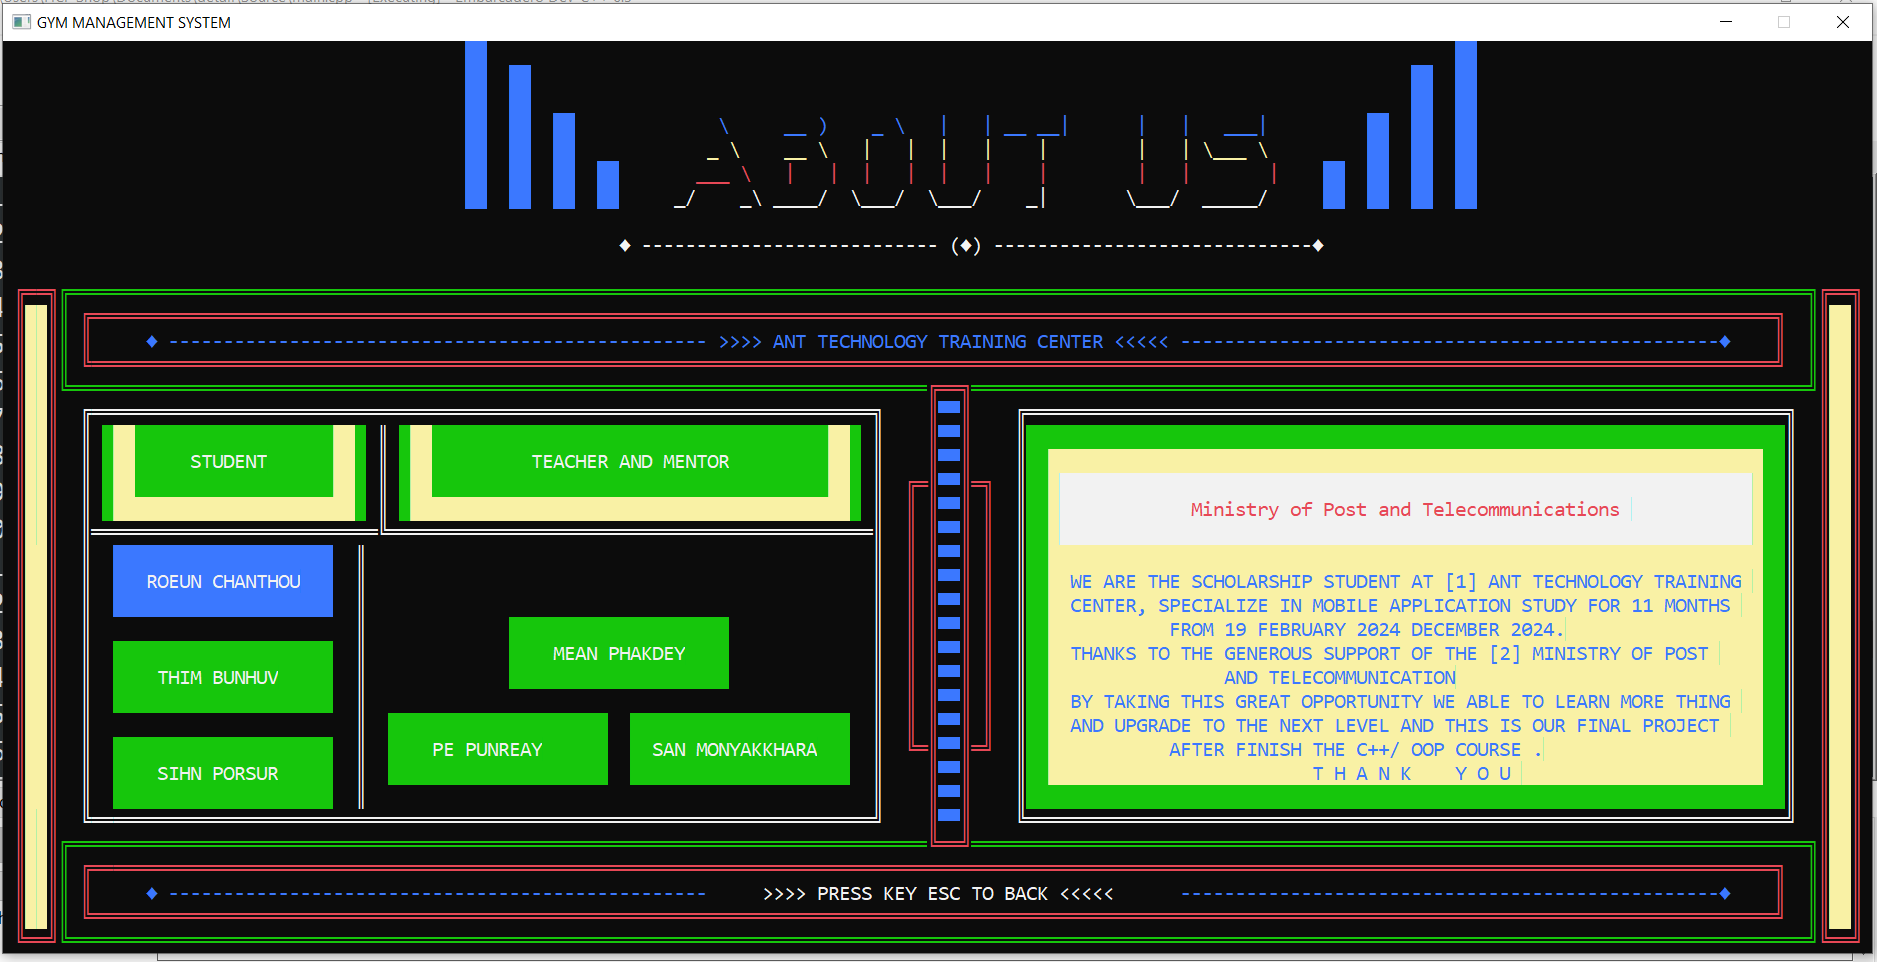 GYM MANAGEMENT SYSTEM
ABOUT US
♦ --------------------------- (♦) -----------------------------♦
>>>> ANT TECHNOLOGY TRAINING CENTER <<<<<
STUDENT
TEACHER AND MENTOR
ROEUN CHANTHOU
THIM BUNHUV
SIHN PORSUR
MEAN PHAKDEY
PE PUNREAY
SAN MONYAKKHARA
Ministry of Post and Telecommunications
WE ARE THE SCHOLARSHIP STUDENT AT [1] ANT TECHNOLOGY TRAINING
CENTER, SPECIALIZE IN MOBILE APPLICATION STUDY FOR 11 MONTHS
FROM 19 FEBRUARY 2024 DECEMBER 2024.
THANKS TO THE GENEROUS SUPPORT OF THE [2] MINISTRY OF POST
AND TELECOMMUNICATION
BY TAKING THIS GREAT OPPORTUNITY WE ABLE TO LEARN MORE THING
AND UPGRADE TO THE NEXT LEVEL AND THIS IS OUR FINAL PROJECT
AFTER FINISH THE C++/ OOP COURSE .
T H A N K    Y O U
>>>> PRESS KEY ESC TO BACK <<<<<